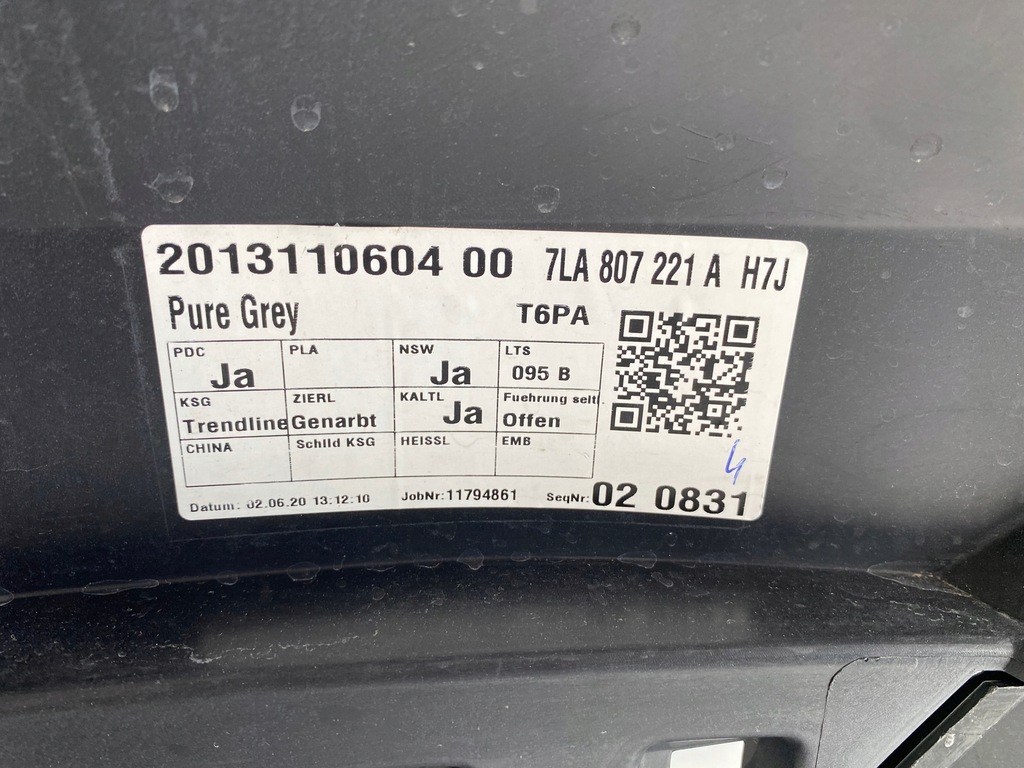 2013110604 00 7LA 807 221 A H7J
Pure Grey T6PA
PDC PLA NSW LTS
Ja Ja 095 B
KSG ZIERL KALTL Fuehrung seitl
Trendline Genarbt Ja Offen
CHINA Schild KSG HEISSL EMB
4
Datum: 02.06.20 13:12:10 JobNr:11794861 SeqNr: 02 0831